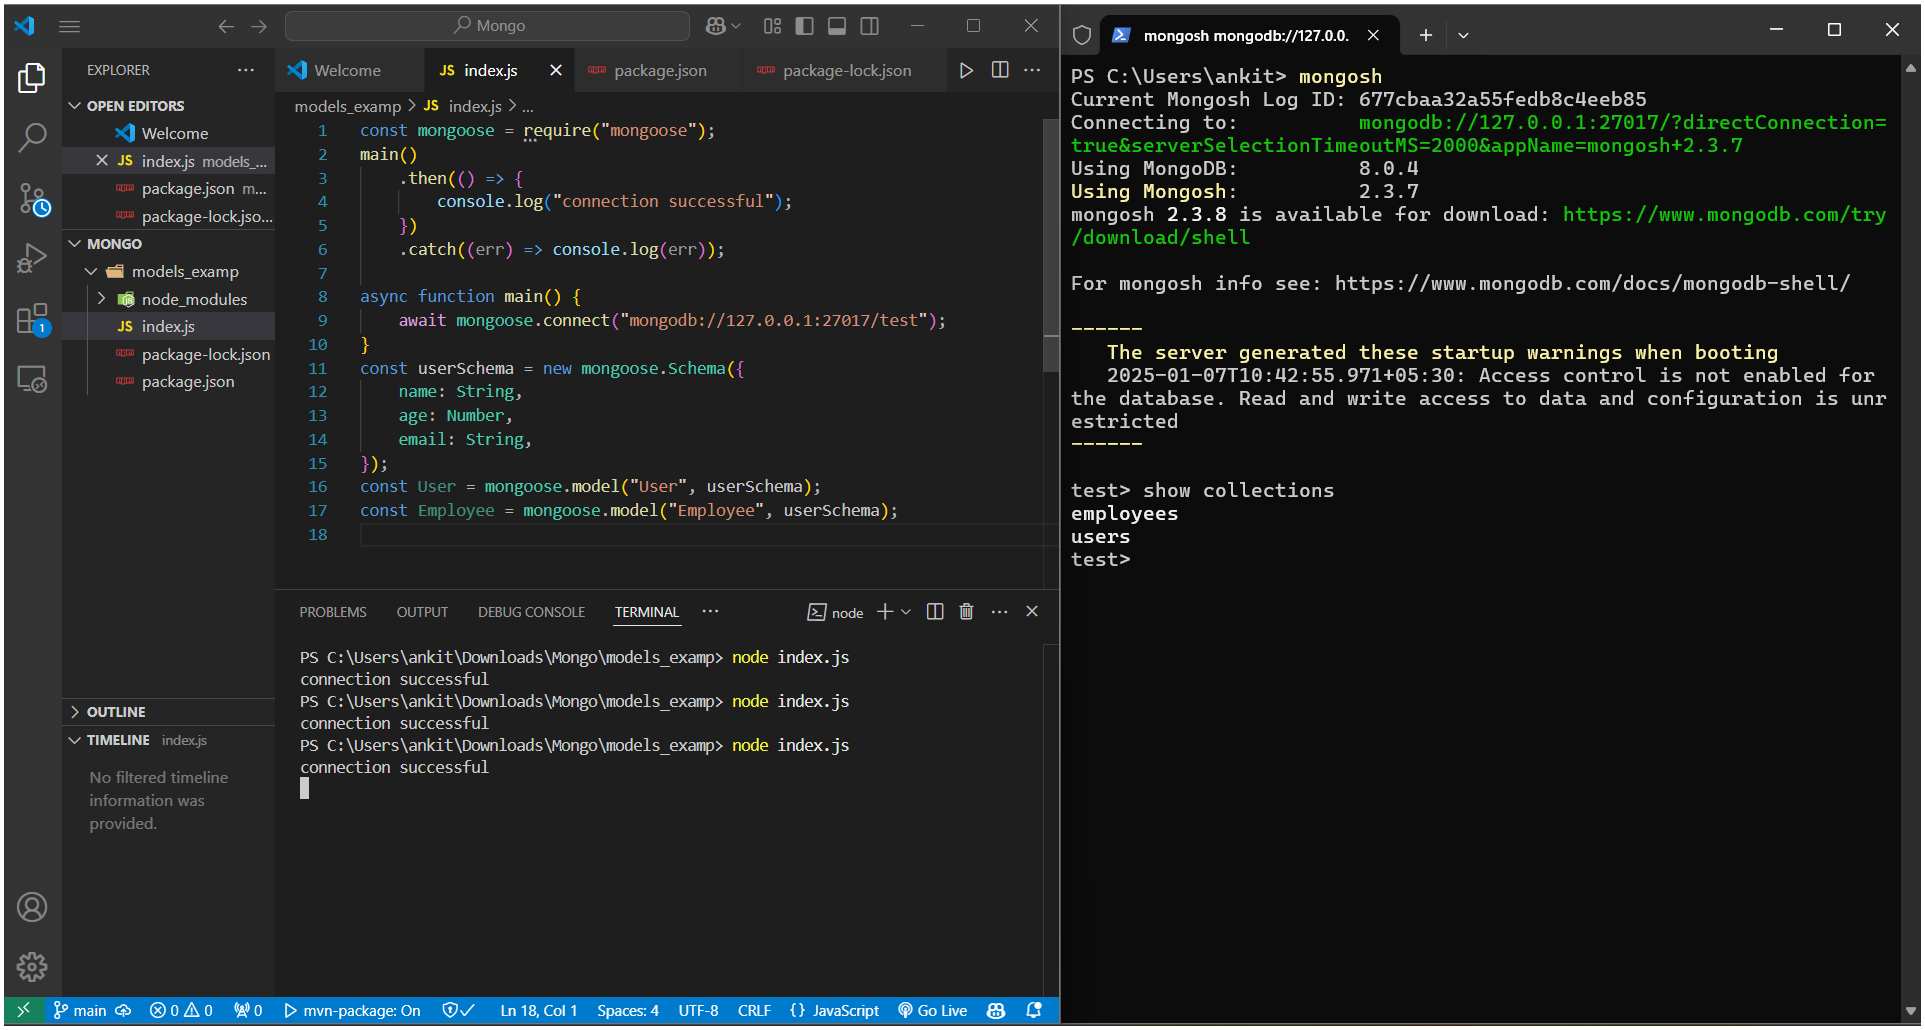 Mongo
EXPLORER
OPEN EDITORS
Welcome
JS index.js models_...
package.json m...
package-lock.jso...
MONGO
models_examp
node_modules
JS index.js
package-lock.json
package.json
OUTLINE
TIMELINE index.js
No filtered timeline
information was
provided.
Welcome
JS index.js
package.json
package-lock.json
models_examp > JS index.js > ...
1 const mongoose = require("mongoose");
2 main()
3 .then(() => {
4 console.log("connection successful");
5 })
6 .catch((err) => console.log(err));
7
8 async function main() {
9 await mongoose.connect("mongodb://127.0.0.1:27017/test");
10 }
11 const userSchema = new mongoose.Schema({
12 name: String,
13 age: Number,
14 email: String,
15 });
16 const User = mongoose.model("User", userSchema);
17 const Employee = mongoose.model("Employee", userSchema);
18
PROBLEMS OUTPUT DEBUG CONSOLE TERMINAL ... node
PS C:\Users\ankit\Downloads\Mongo\models_examp> node index.js
connection successful
PS C:\Users\ankit\Downloads\Mongo\models_examp> node index.js
connection successful
PS C:\Users\ankit\Downloads\Mongo\models_examp> node index.js
connection successful
main 0 0 0 mvn-package: On Ln 18, Col 1 Spaces: 4 UTF-8 CRLF {} JavaScript Go Live
1
mongosh mongodb://127.0.0.
PS C:\Users\ankit> mongosh
Current Mongosh Log ID: 677cbaa32a55fedb8c4eeb85
Connecting to: mongodb://127.0.0.1:27017/?directConnection=
true&serverSelectionTimeoutMS=2000&appName=mongosh+2.3.7
Using MongoDB: 8.0.4
Using Mongosh: 2.3.7
mongosh 2.3.8 is available for download: https://www.mongodb.com/try
/download/shell
For mongosh info see: https://www.mongodb.com/docs/mongodb-shell/
------
The server generated these startup warnings when booting
2025-01-07T10:42:55.971+05:30: Access control is not enabled for
the database. Read and write access to data and configuration is unr
estricted
------
test> show collections
employees
users
test>